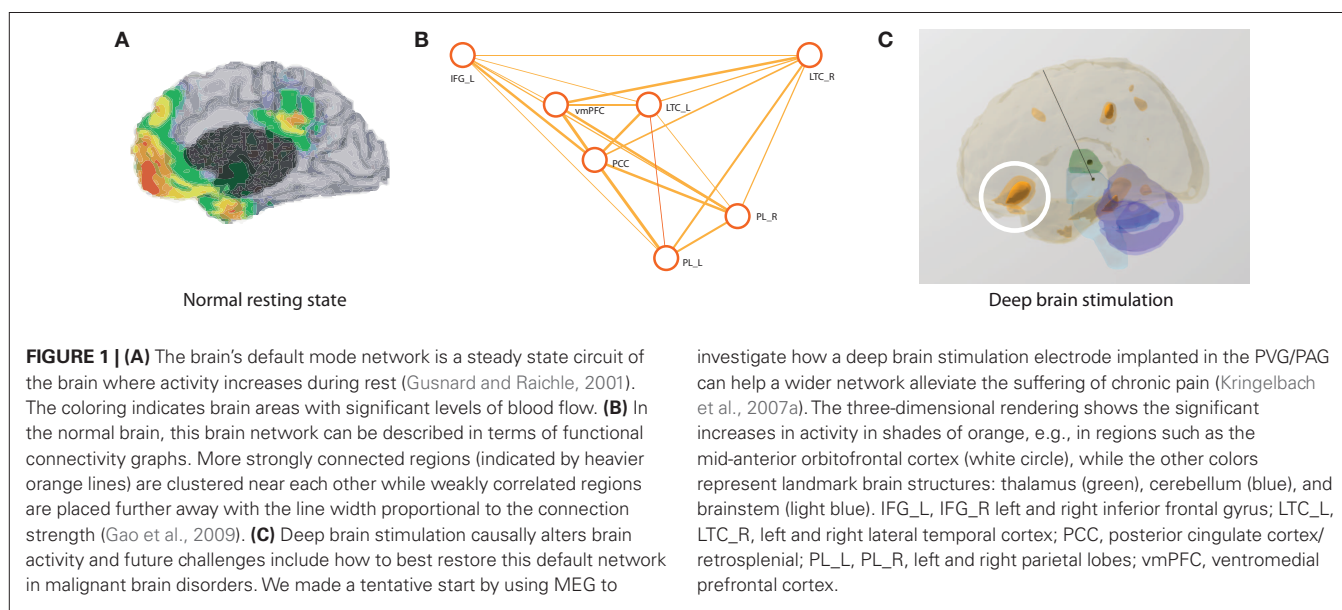 A
B
C
IFG_L
LTC_R
vmPFC
LTC_L
PCC
PL_R
PL_L
Normal resting state
Deep brain stimulation
FIGURE 1 | (A) The brain's default mode network is a steady state circuit of
the brain where activity increases during rest (Gusnard and Raichle, 2001).
The coloring indicates brain areas with significant levels of blood flow. (B) In
the normal brain, this brain network can be described in terms of functional
connectivity graphs. More strongly connected regions (indicated by heavier
orange lines) are clustered near each other while weakly correlated regions
are placed further away with the line width proportional to the connection
strength (Gao et al., 2009). (C) Deep brain stimulation causally alters brain
activity and future challenges include how to best restore this default network
in malignant brain disorders. We made a tentative start by using MEG to
investigate how a deep brain stimulation electrode implanted in the PVG/PAG
can help a wider network alleviate the suffering of chronic pain (Kringelbach
et al., 2007a). The three-dimensional rendering shows the significant
increases in activity in shades of orange, e.g., in regions such as the
mid-anterior orbitofrontal cortex (white circle), while the other colors
represent landmark brain structures: thalamus (green), cerebellum (blue), and
brainstem (light blue). IFG_L, IFG_R left and right inferior frontal gyrus; LTC_L,
LTC_R, left and right lateral temporal cortex; PCC, posterior cingulate cortex/
retrosplenial; PL_L, PL_R, left and right parietal lobes; vmPFC, ventromedial
prefrontal cortex.